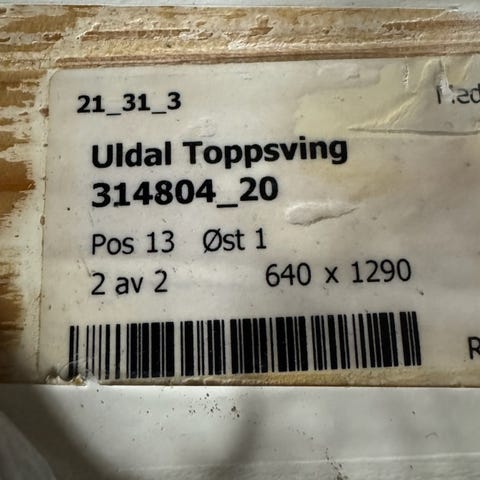 21_31_3
Uldal Toppsving
314804_20
Pos 13 Øst 1
2 av 2 640 x 1290